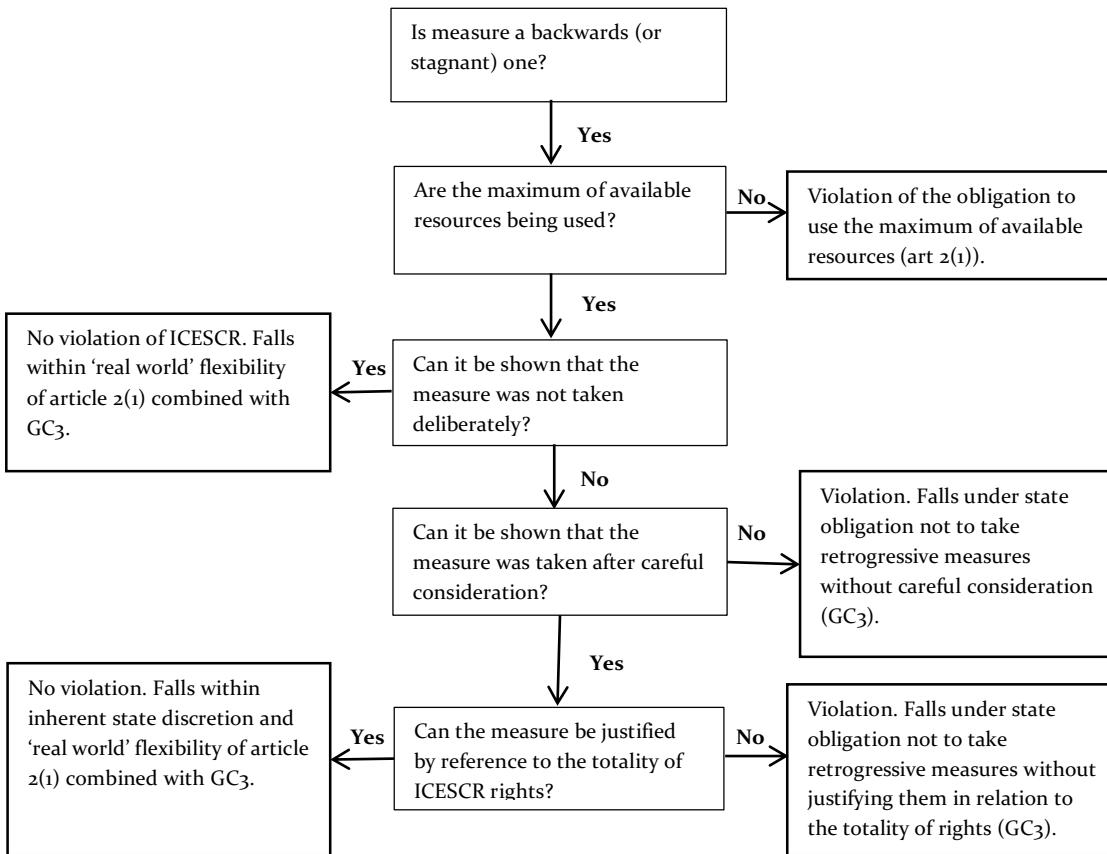 Is measure a backwards (or
stagnant) one?
Yes
Are the maximum of available
resources being used?
No
Violation of the obligation to
use the maximum of available
resources (art 2(1)).
Yes
No violation of ICESCR. Falls
within ‘real world’ flexibility
of article 2(1) combined with
GC3.
Yes
Can it be shown that the
measure was not taken
deliberately?
No
Can it be shown that the
measure was taken after careful
consideration?
No
Violation. Falls under state
obligation not to take
retrogressive measures
without careful consideration
(GC3).
Yes
No violation. Falls within
inherent state discretion and
‘real world’ flexibility of article
2(1) combined with GC3.
Yes
Can the measure be justified
by reference to the totality of
ICESCR rights?
No
Violation. Falls under state
obligation not to take
retrogressive measures without
justifying them in relation to
the totality of rights (GC3).